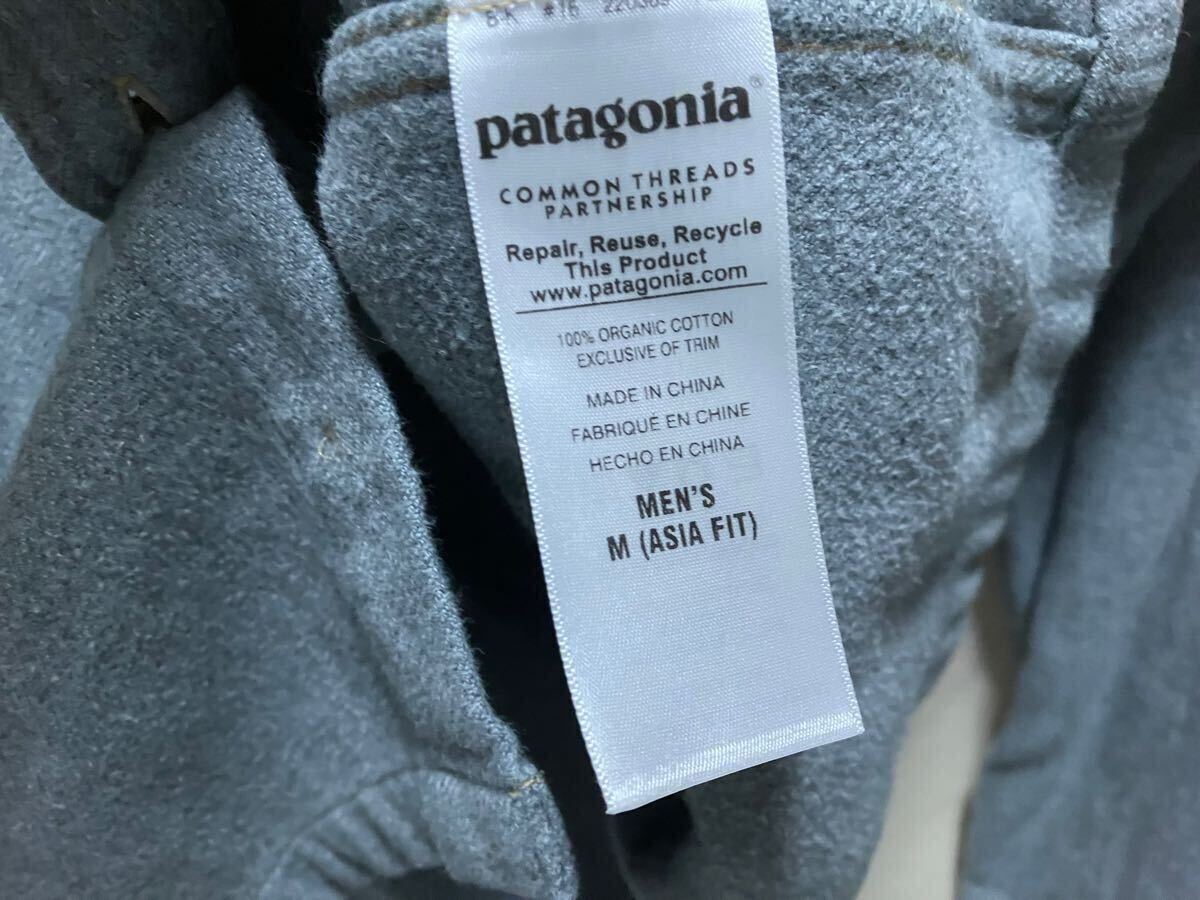 patagonia®
COMMON THREADS
PARTNERSHIP
Repair, Reuse, Recycle
This Product
www.patagonia.com
100% ORGANIC COTTON
EXCLUSIVE OF TRIM
MADE IN CHINA
FABRIQUÉ EN CHINE
HECHO EN CHINA
MEN'S
M (ASIA FIT)